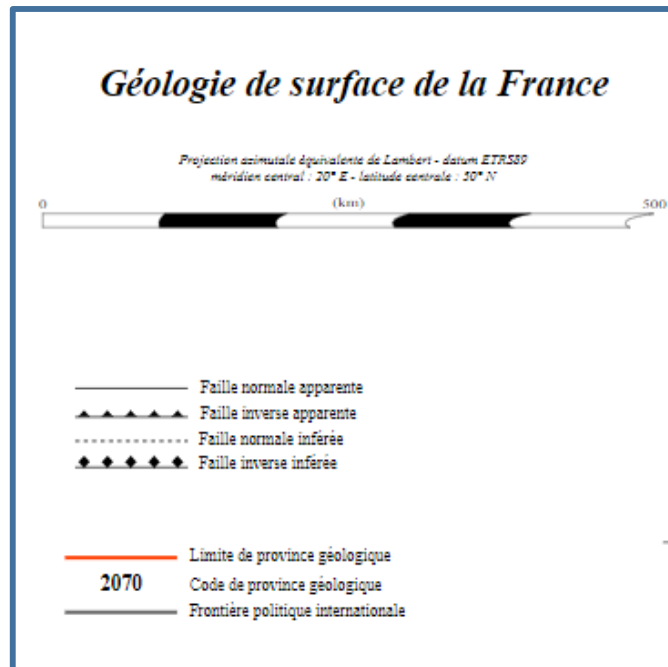 Géologie de surface de la France
Projection azimutale équivalente de Lambert - datum ETRS89
méridien central : 20° E - latitude centrale : 50° N
0 (km) 500
Faille normale apparente
Faille inverse apparente
Faille normale inférée
Faille inverse inférée
Limite de province géologique
2070 Code de province géologique
Frontière politique internationale